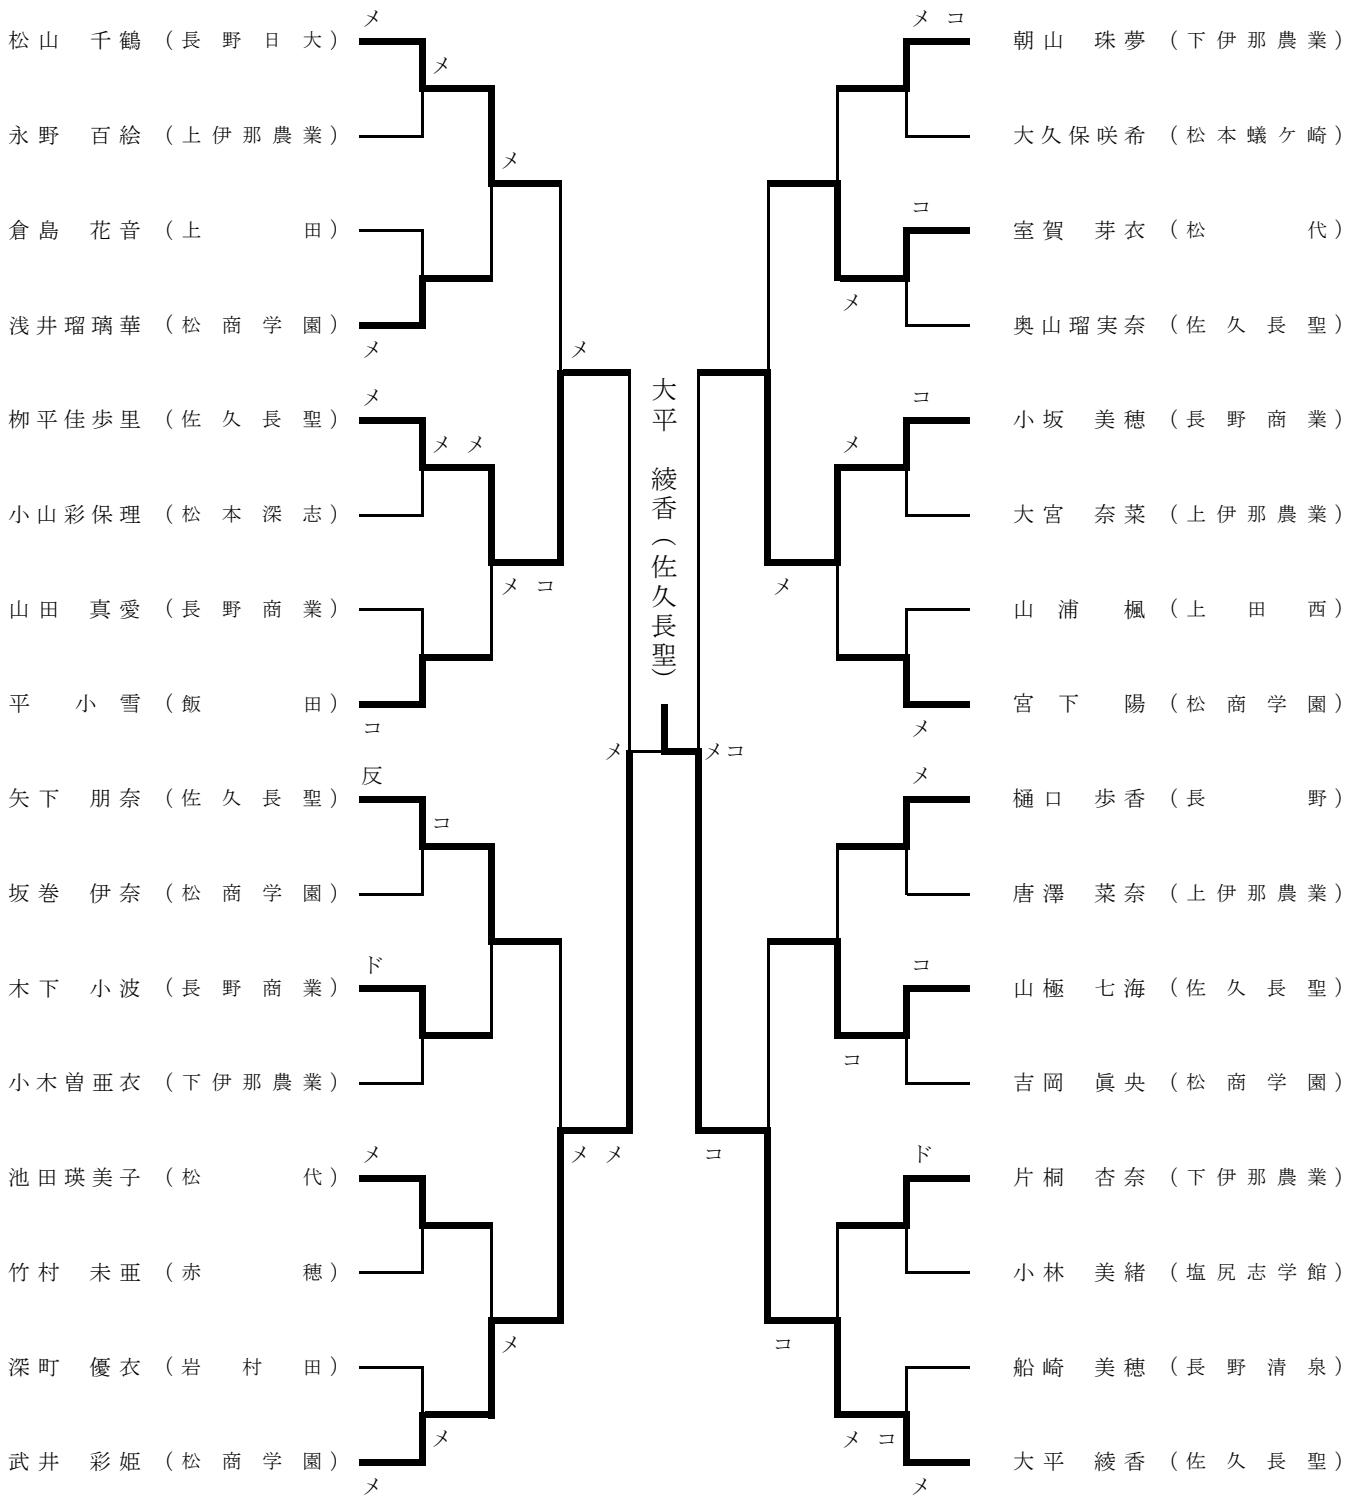 メ
松山 千鶴 （長野日大）
メ
永野 百絵 （上伊那農業）
メ
倉島 花音 （上田）
浅井瑠璃華 （松商学園）
メ
メ
メ
栁平佳歩里 （佐久長聖）
メ メ
小山彩保理 （松本深志）
メ コ
山田 真愛 （長野商業）
平 小雪 （飯田）
コ
反
矢下 朋奈 （佐久長聖）
コ
坂巻 伊奈 （松商学園）
ド
木下 小波 （長野商業）
小木曽亜衣 （下伊那農業）
メ メ
メ
池田瑛美子 （松代）
竹村 未亜 （赤穂）
メ
深町 優衣 （岩村田）
メ
武井 彩姫 （松商学園）
メ
大平 綾香（佐久長聖）
メ
メコ
メ コ
朝山 珠夢 （下伊那農業）
大久保咲希 （松本蟻ケ崎）
コ
室賀 芽衣 （松代）
メ
奥山瑠実奈 （佐久長聖）
コ
小坂 美穂 （長野商業）
メ
大宮 奈菜 （上伊那農業）
メ
山浦 楓 （上田西）
宮下 陽 （松商学園）
メ
メ
樋口 歩香 （長野）
唐澤 菜奈 （上伊那農業）
コ
山極 七海 （佐久長聖）
コ
吉岡 眞央 （松商学園）
コ
ド
片桐 杏奈 （下伊那農業）
小林 美緒 （塩尻志学館）
コ
船崎 美穂 （長野清泉）
メ コ
大平 綾香 （佐久長聖）
メ